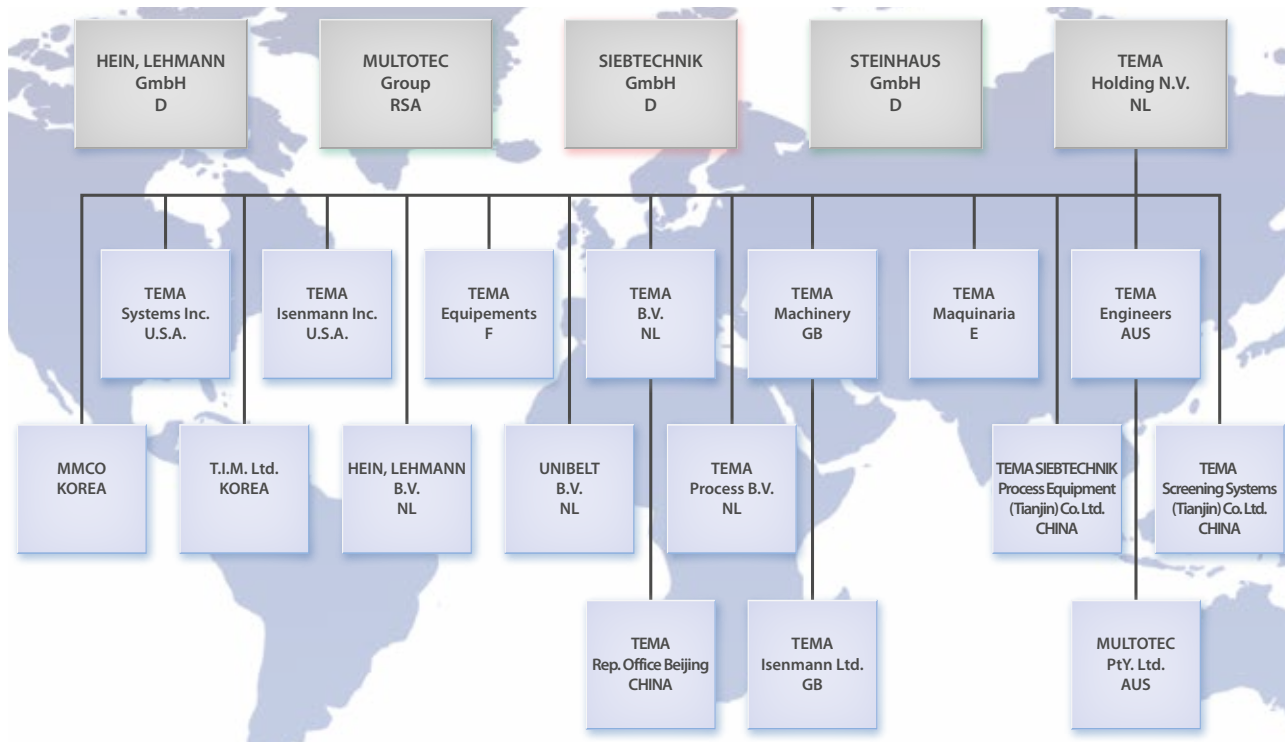 HEIN, LEHMANN
GmbH
D
MULTOTEC
Group
RSA
SIEBTECHNIK
GmbH
D
STEINHAUS
GmbH
D
TEMA
Holding N.V.
NL
TEMA
Systems Inc.
U.S.A.
TEMA
Isenmann Inc.
U.S.A.
TEMA
Equipements
F
TEMA
B.V.
NL
TEMA
Machinery
GB
TEMA
Maquinaria
E
TEMA
Engineers
AUS
MMCO
KOREA
T.I.M. Ltd.
KOREA
HEIN, LEHMANN
B.V.
NL
UNIBELT
B.V.
NL
TEMA
Process B.V.
NL
TEMA SIEBTECHNIK
Process Equipment
(Tianjin) Co. Ltd.
CHINA
TEMA
Screening Systems
(Tianjin) Co. Ltd.
CHINA
TEMA
Rep. Office Beijing
CHINA
TEMA
Isenmann Ltd.
GB
MULTOTEC
PtY. Ltd.
AUS